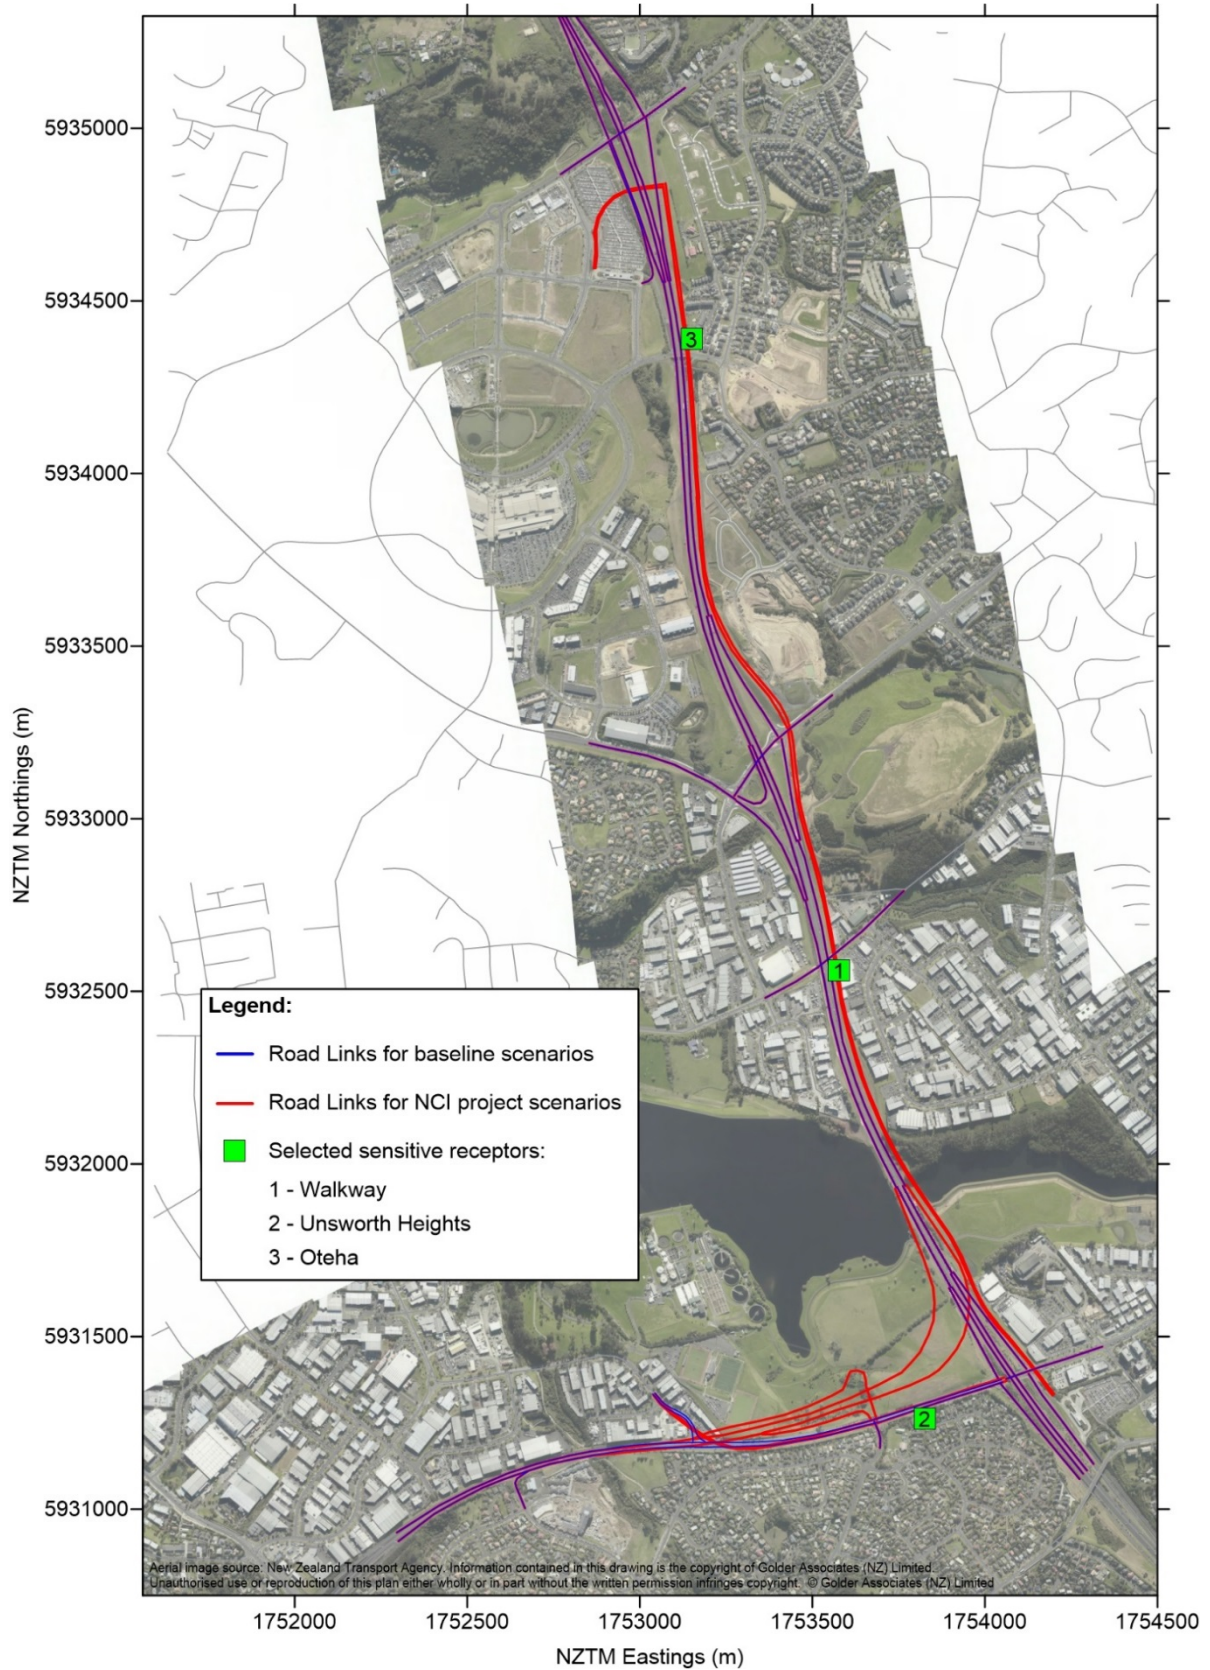 5935000
5934500
5934000
5933500
5933000
5932500
5932000
5931500
5931000
NZTM Northings (m)
3
1
2
Legend:
Road Links for baseline scenarios
Road Links for NCI project scenarios
Selected sensitive receptors:
1 - Walkway
2 - Unsworth Heights
3 - Oteha
Aerial image source: New Zealand Transport Agency. Information contained in this drawing is the copyright of Golder Associates (NZ) Limited.
Unauthorised use or reproduction of this plan either wholly or in part without the written permission infringes copyright. © Golder Associates (NZ) Limited
1752000 1752500 1753000 1753500 1754000 1754500
NZTM Eastings (m)